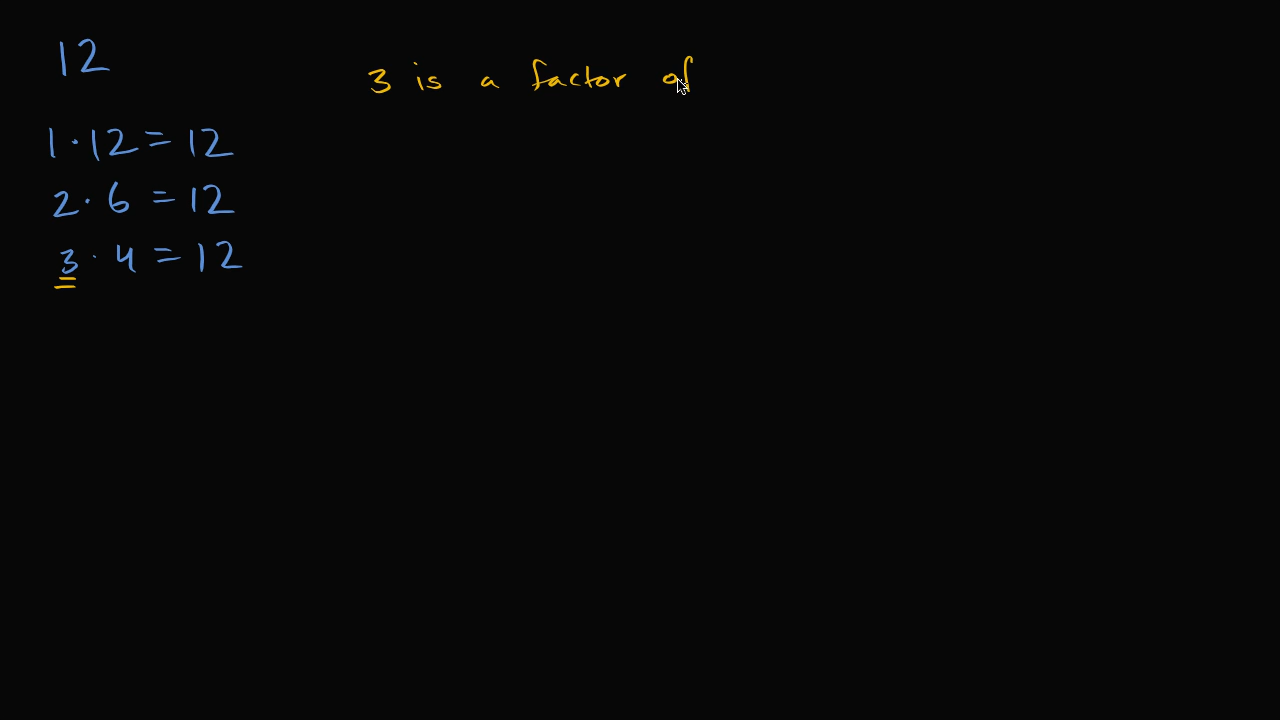 12
3 is a factor of
1 · 12 = 12
2 · 6 = 12
3 · 4 = 12